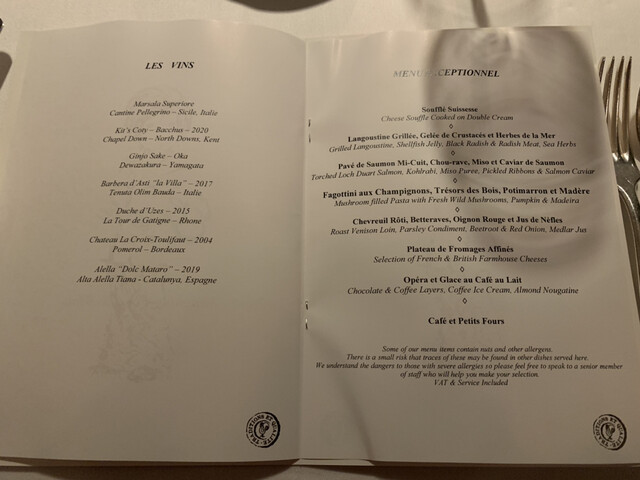 LES VINS
Marsala Superiore
Cantine Pellegrino – Sicile, Italie
Kit's Coty – Bacchus – 2020
Chapel Down – North Downs, Kent
Ginjo Sake – Oka
Dewazakura – Yamagata
Barbera d'Asti "la Villa" – 2017
Tenuta Olim Bauda – Italie
Duche d'Uzes – 2015
La Tour de Gatigne – Rhone
Chateau La Croix-Toulifaut – 2004
Pomerol – Bordeaux
Alella "Dolc Mataro" – 2019
Alta Alella Tiana - Catalunya, Espagne
TRADITIONS ET QUALITE
MENU EXCEPTIONNEL
Soufflé Suissesse
Cheese Souffle Cooked on Double Cream
Langoustine Grillée, Gelée de Crustacés et Herbes de la Mer
Grilled Langoustine, Shellfish Jelly, Black Radish & Radish Meat, Sea Herbs
Pavé de Saumon Mi-Cuit, Chou-rave, Miso et Caviar de Saumon
Torched Loch Duart Salmon, Kohlrabi, Miso Puree, Pickled Ribbons & Salmon Caviar
Fagottini aux Champignons, Trésors des Bois, Potimarron et Madère
Mushroom filled Pasta with Fresh Wild Mushrooms, Pumpkin & Madeira
Chevreuil Rôti, Betteraves, Oignon Rouge et Jus de Nèfles
Roast Venison Loin, Parsley Condiment, Beetroot & Red Onion, Medlar Jus
Plateau de Fromages Affinés
Selection of French & British Farmhouse Cheeses
Opéra et Glace au Café au Lait
Chocolate & Coffee Layers, Coffee Ice Cream, Almond Nougatine
Café et Petits Fours
Some of our menu items contain nuts and other allergens.
There is a small risk that traces of these may be found in other dishes served here.
We understand the dangers to those with severe allergies so please feel free to speak to a senior member
of staff who will help you make your selection.
VAT & Service Included
TRADITIONS ET QUALITE